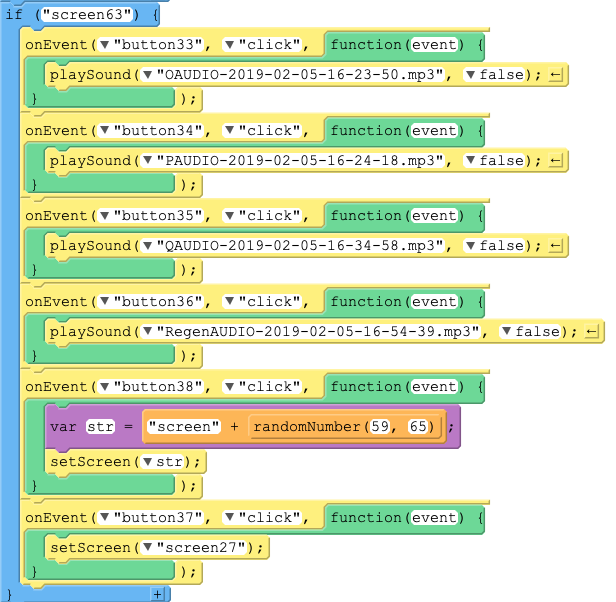 if ("screen63") {
onEvent(▼"button33", ▼"click", function(event) {
playSound(▼"OAUDIO-2019-02-05-16-23-50.mp3", ▼false); ←
} );
onEvent(▼"button34", ▼"click", function(event) {
playSound(▼"PAUDIO-2019-02-05-16-24-18.mp3", ▼false); ←
} );
onEvent(▼"button35", ▼"click", function(event) {
playSound(▼"QAUDIO-2019-02-05-16-34-58.mp3", ▼false); ←
} );
onEvent(▼"button36", ▼"click", function(event) {
playSound(▼"RegenAUDIO-2019-02-05-16-54-39.mp3", ▼false); ←
} );
onEvent(▼"button38", ▼"click", function(event) {
var str = "screen" + randomNumber(59, 65) ;
setScreen(▼str);
} );
onEvent(▼"button37", ▼"click", function(event) {
setScreen(▼"screen27");
} );
} +